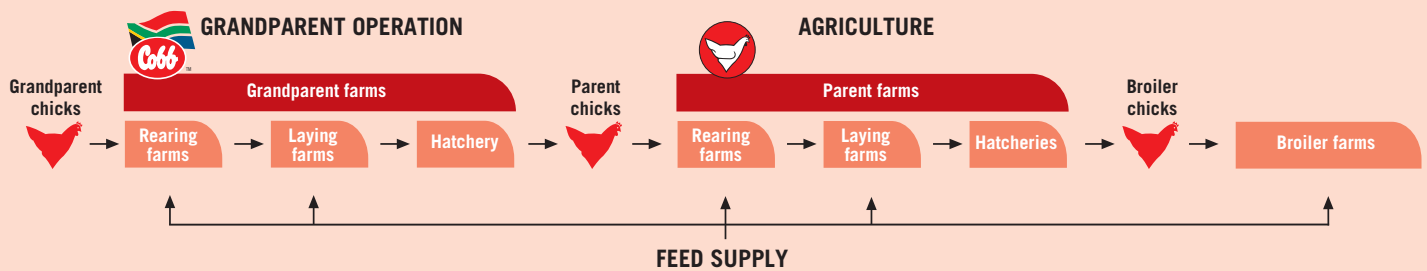 GRANDPARENT OPERATION
AGRICULTURE
Cobb
TM
Grandparent
chicks
Grandparent farms
Parent
chicks
Parent farms
Broiler
chicks
Rearing
farms
Laying
farms
Hatchery
Rearing
farms
Laying
farms
Hatcheries
Broiler farms
FEED SUPPLY